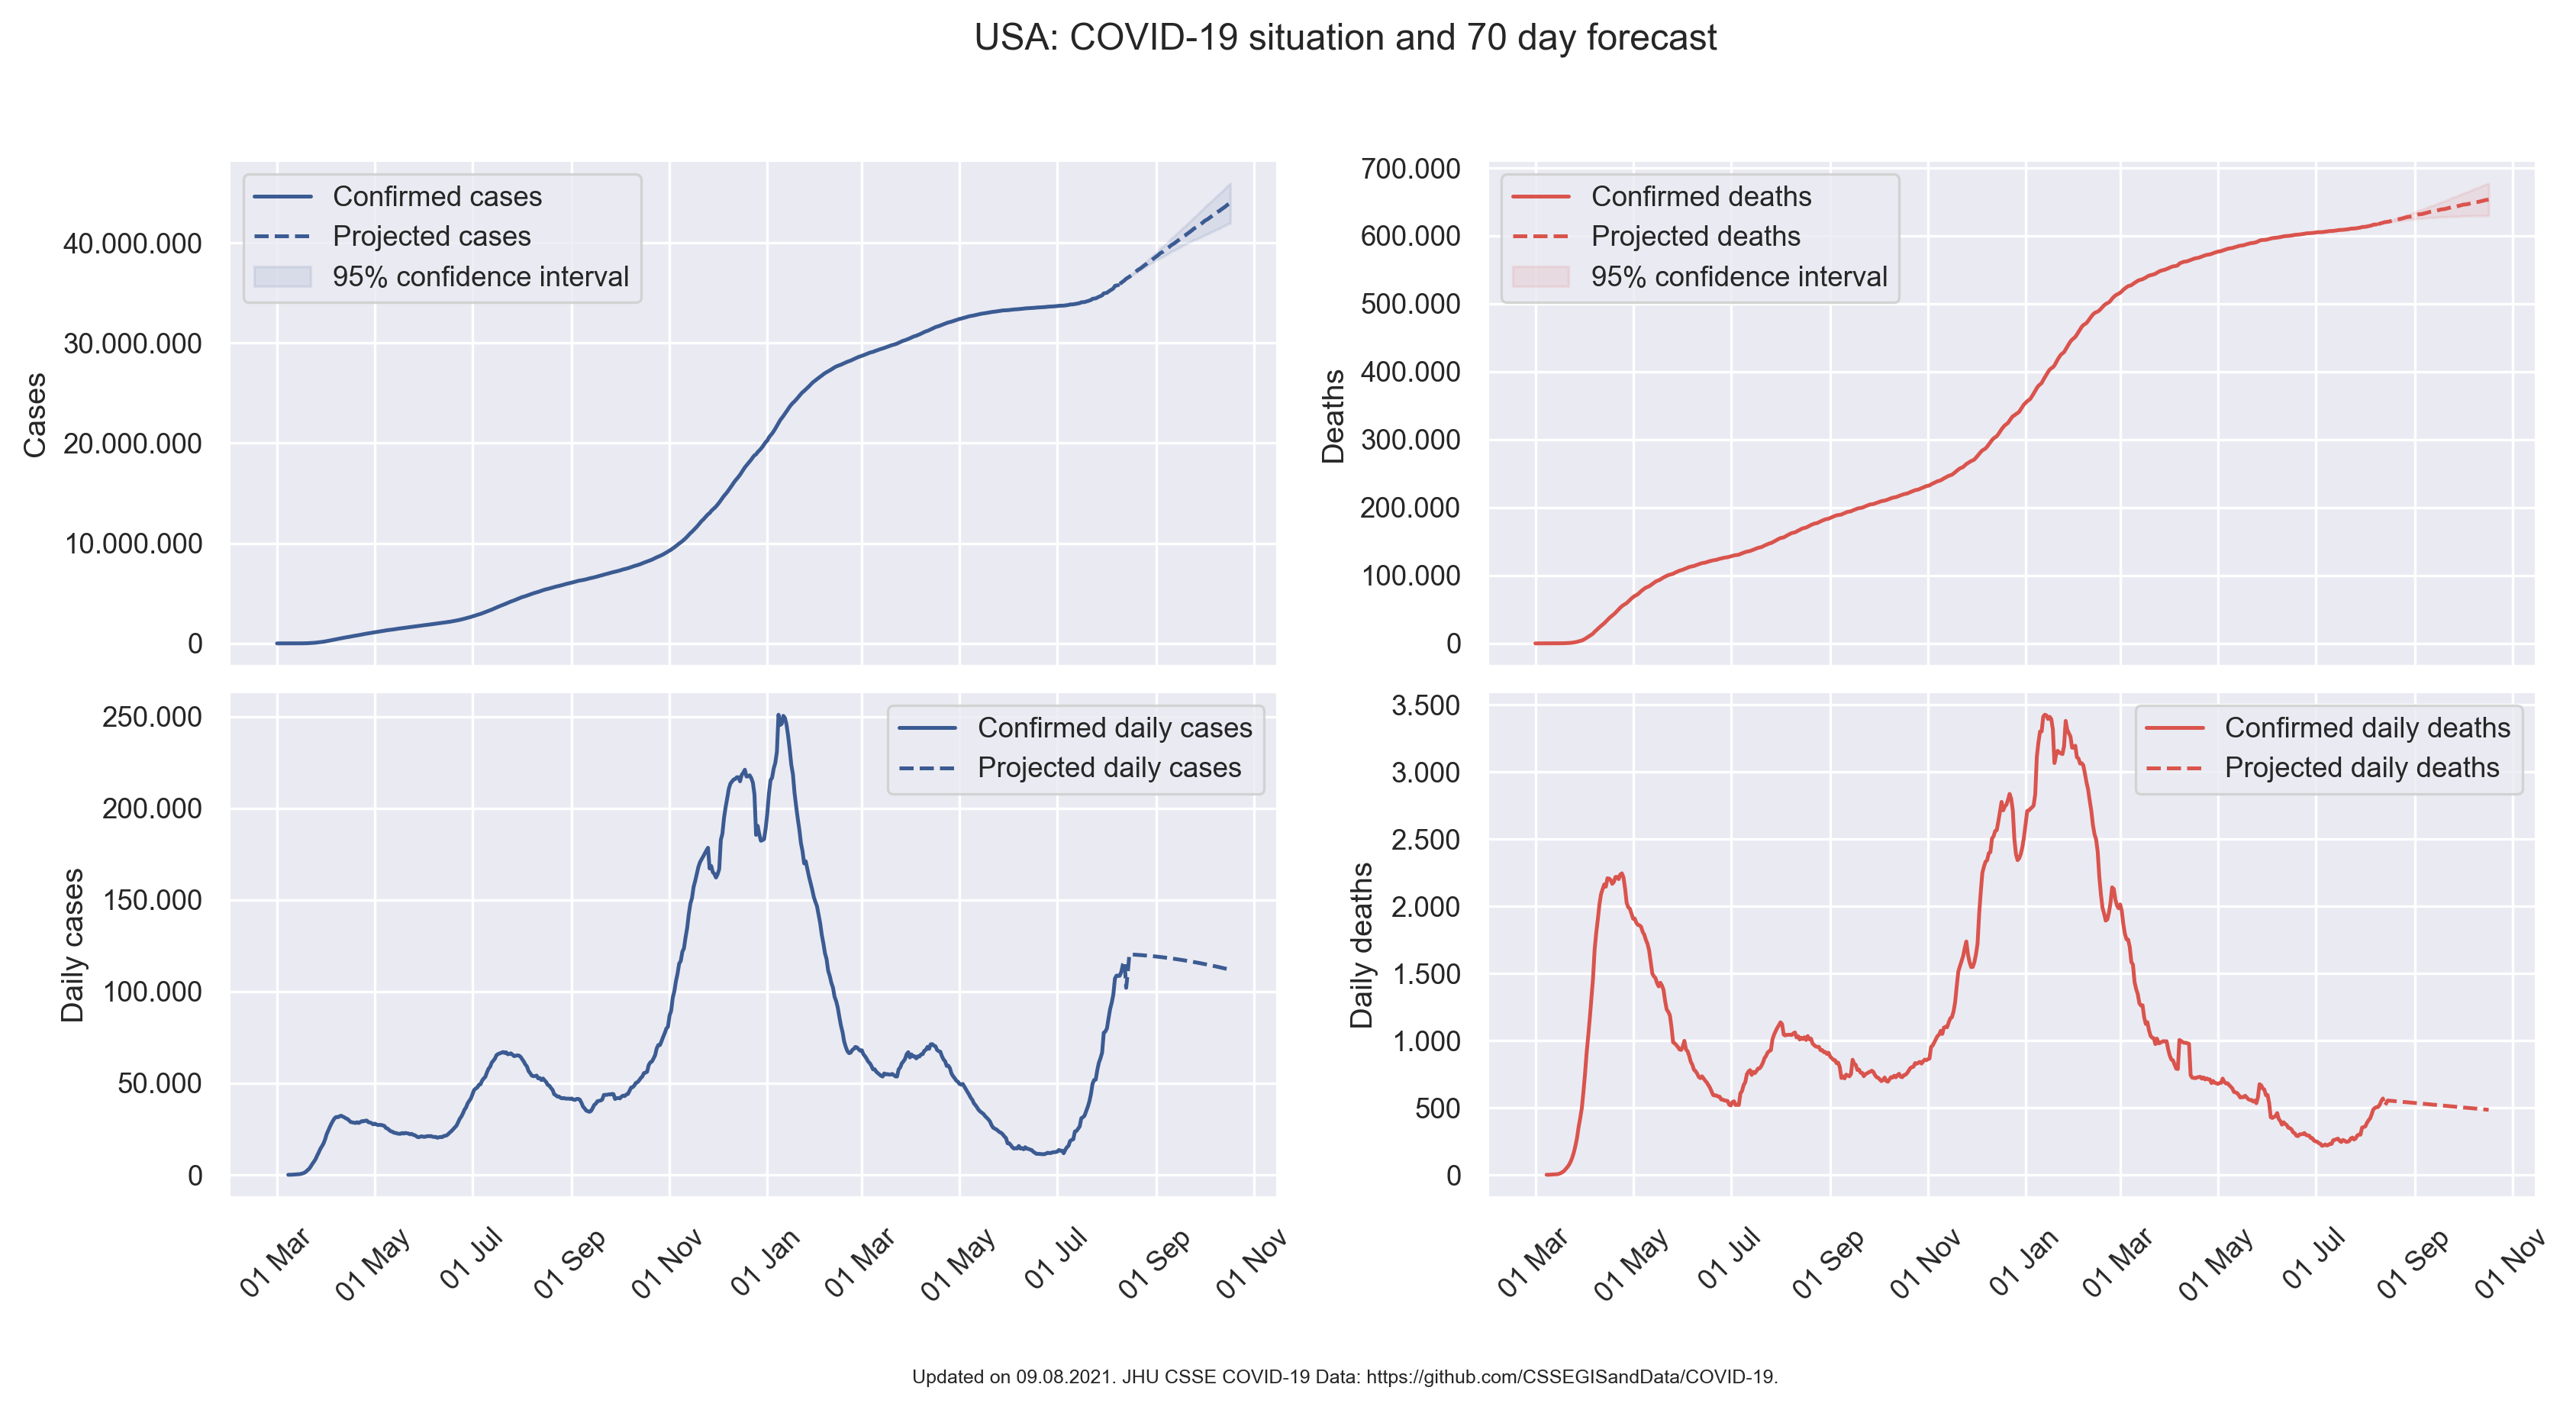 USA: COVID-19 situation and 70 day forecast
Cases
40.000.000
30.000.000
20.000.000
10.000.000
0
Confirmed cases
Projected cases
95% confidence interval
Deaths
700.000
600.000
500.000
400.000
300.000
200.000
100.000
0
Confirmed deaths
Projected deaths
95% confidence interval
Daily cases
250.000
200.000
150.000
100.000
50.000
0
Confirmed daily cases
Projected daily cases
01 Mar
01 May
01 Jul
01 Sep
01 Nov
01 Jan
01 Mar
01 May
01 Jul
01 Sep
01 Nov
Daily deaths
3.500
3.000
2.500
2.000
1.500
1.000
500
0
Confirmed daily deaths
Projected daily deaths
01 Mar
01 May
01 Jul
01 Sep
01 Nov
01 Jan
01 Mar
01 May
01 Jul
01 Sep
01 Nov
Updated on 09.08.2021. JHU CSSE COVID-19 Data: https://github.com/CSSEGISandData/COVID-19.